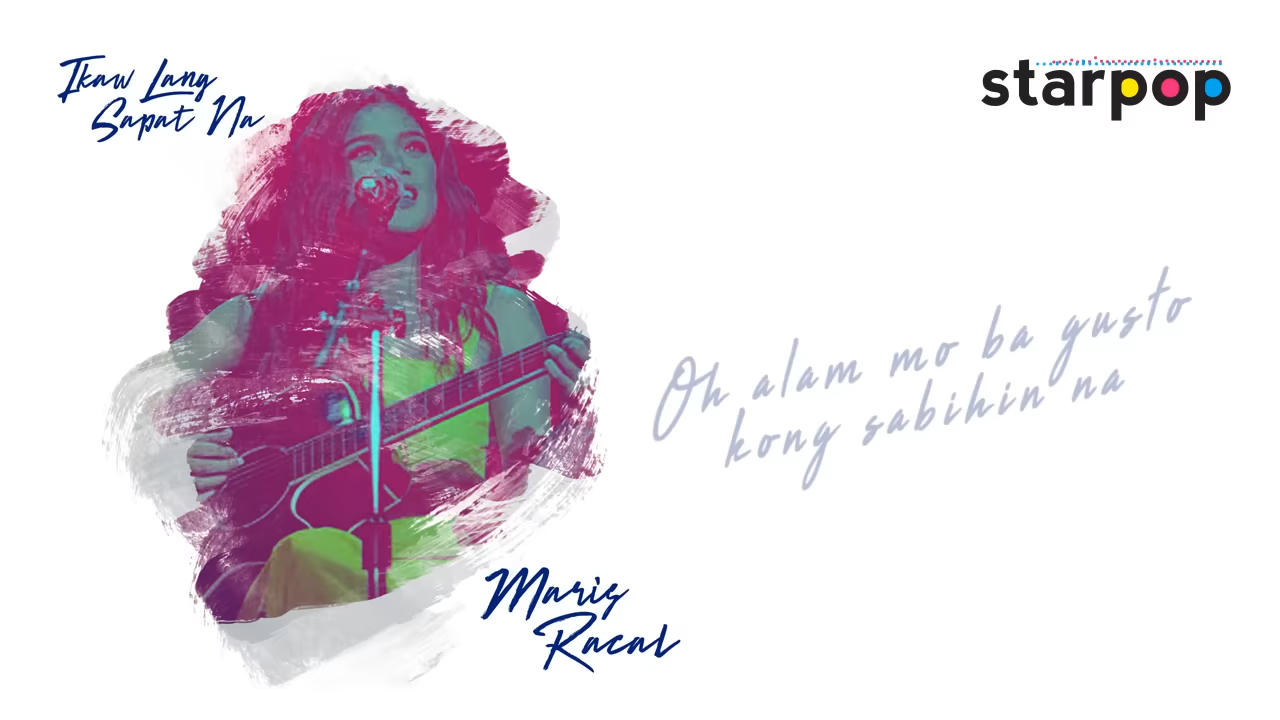 Ikaw Lang
Sapat Na
starpop
Oh alam mo ba gusto
kong sabihin na
Maris
Racal